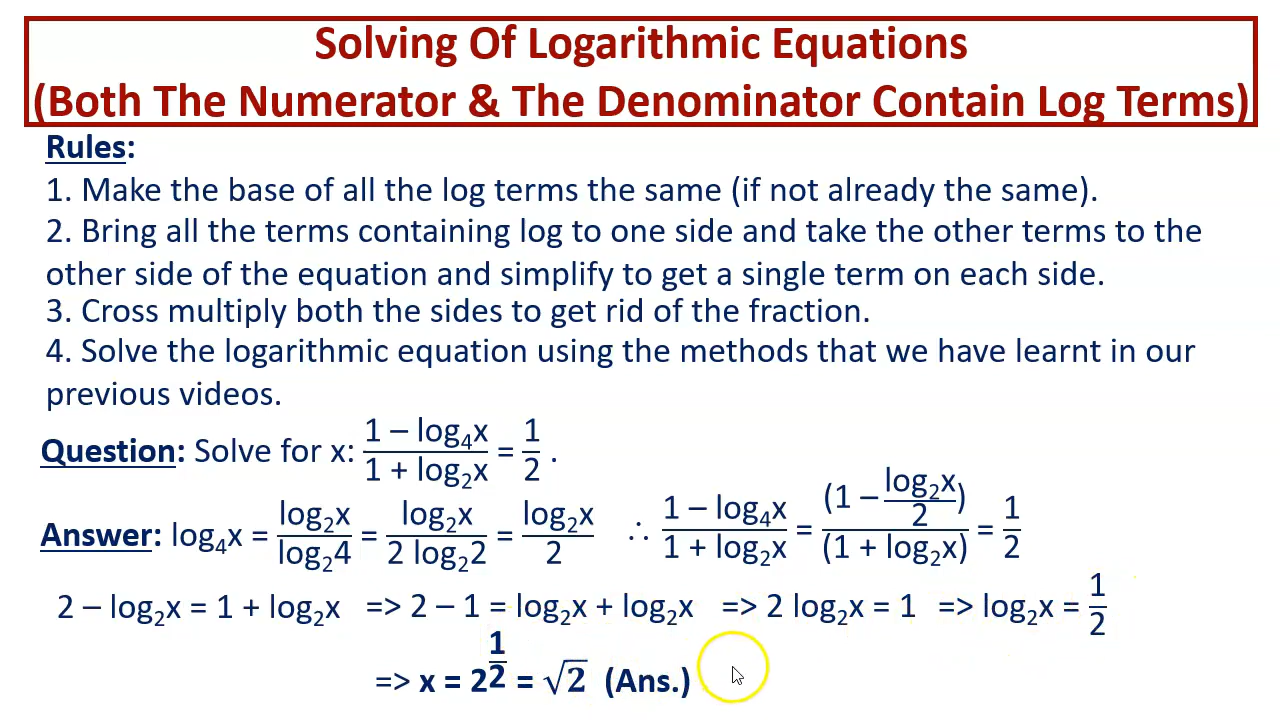 Solving Of Logarithmic Equations
(Both The Numerator & The Denominator Contain Log Terms)
Rules:
1. Make the base of all the log terms the same (if not already the same).
2. Bring all the terms containing log to one side and take the other terms to the
other side of the equation and simplify to get a single term on each side.
3. Cross multiply both the sides to get rid of the fraction.
4. Solve the logarithmic equation using the methods that we have learnt in our
previous videos.
Question: Solve for x: (1 – log₄x)/(1 + log₂x) = 1/2 .
Answer: log₄x = log₂x/log₂4 = log₂x/(2 log₂2) = log₂x/2 ∴ (1 – log₄x)/(1 + log₂x) = (1 – log₂x/2)/(1 + log₂x) = 1/2
2 – log₂x = 1 + log₂x => 2 – 1 = log₂x + log₂x => 2 log₂x = 1 => log₂x = 1/2
=> x = 2^(1/2) = √2 (Ans.)